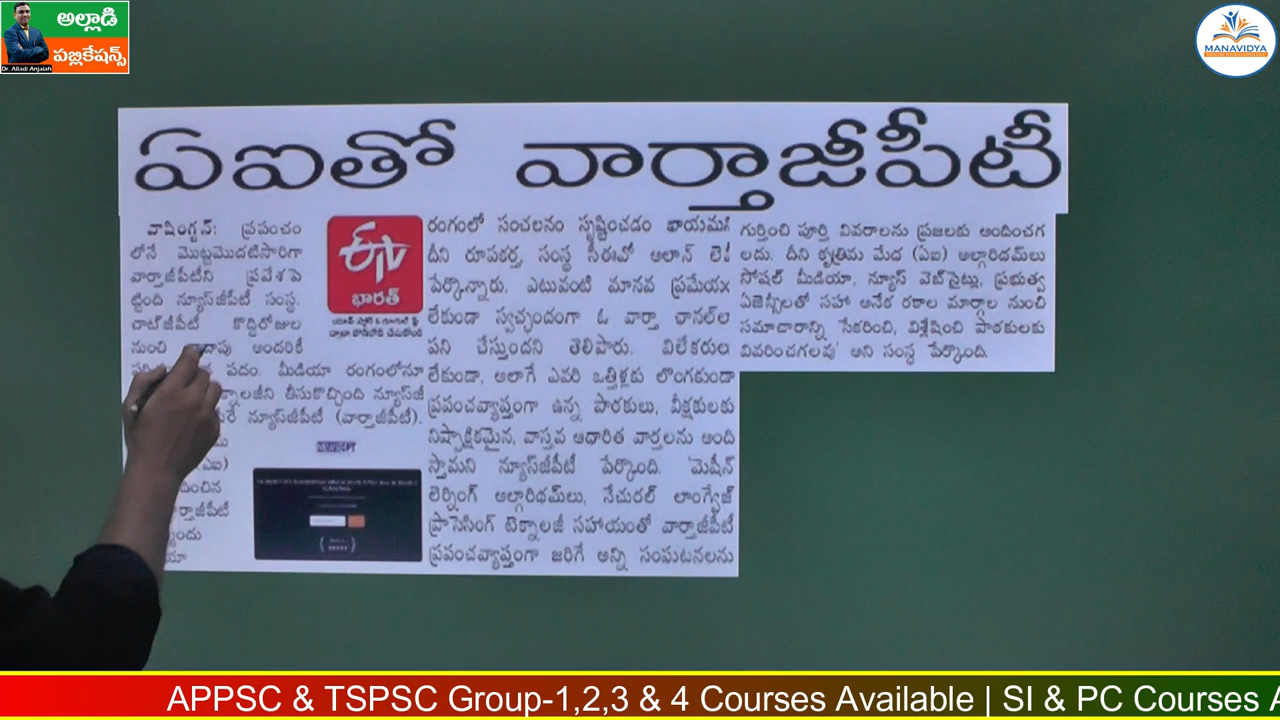 అల్లాడి
పబ్లికేషన్స్
Dr. Alladi Anjaiah
MANAVIDYA
ఏఐతో వార్తాజీపీటీ
వాషింగ్టన్: ప్రపంచం
లోనే మొట్టమొదటిసారిగా
వార్తాజీపీటీని ప్రవేశపె
ట్టింది న్యూస్‌జీపీటీ సంస్థ.
చాట్‌జీపీటీ కొద్దిరోజుల
నుంచి అందరికీ
పదం. మీడియా రంగంలోనూ
తీసుకొచ్చింది న్యూస్‌జీ
న్యూస్‌జీపీటీ (వార్తాజీపీటీ).
ఈటీవీ
భారత్
NEWSGPT
రంగంలో సంచలనం సృష్టించడం ఖాయమని
దీని రూపకర్త, సంస్థ సీఈవో అలాన్ లెవీ
పేర్కొన్నారు. ఎటువంటి మానవ ప్రమేయం
లేకుండా స్వచ్ఛందంగా ఓ వార్తా ఛానల్‌ల
పని చేస్తుందని తెలిపారు. విలేకరుల
లేకుండా, అలాగే ఎవరి ఒత్తిళ్లకు లొంగకుండా
ప్రపంచవ్యాప్తంగా ఉన్న పాఠకులు, వీక్షకులకు
నిష్పాక్షికమైన, వాస్తవ ఆధారిత వార్తలను అంది
స్తామని న్యూస్‌జీపీటీ పేర్కొంది. 'మెషీన్
లెర్నింగ్ అల్గారిథమ్‌లు, నేచురల్ లాంగ్వేజ్
ప్రాసెసింగ్ టెక్నాలజీ సహాయంతో వార్తాజీపీటీ
ప్రపంచవ్యాప్తంగా జరిగే అన్ని సంఘటనలను
గుర్తించి పూర్తి వివరాలను ప్రజలకు అందించగ
లదు. దీని కృత్రిమ మేధ (ఏఐ) అల్గారిథమ్‌లు
సోషల్ మీడియా, న్యూస్ వెబ్‌సైట్లు, ప్రభుత్వ
ఏజెన్సీలతో సహా అనేక రకాల మార్గాల నుంచి
సమాచారాన్ని సేకరించి, విశ్లేషించి పాఠకులకు
వివరించగలవు' అని సంస్థ పేర్కొంది.
APPSC & TSPSC Group-1,2,3 & 4 Courses Available | SI & PC Courses A